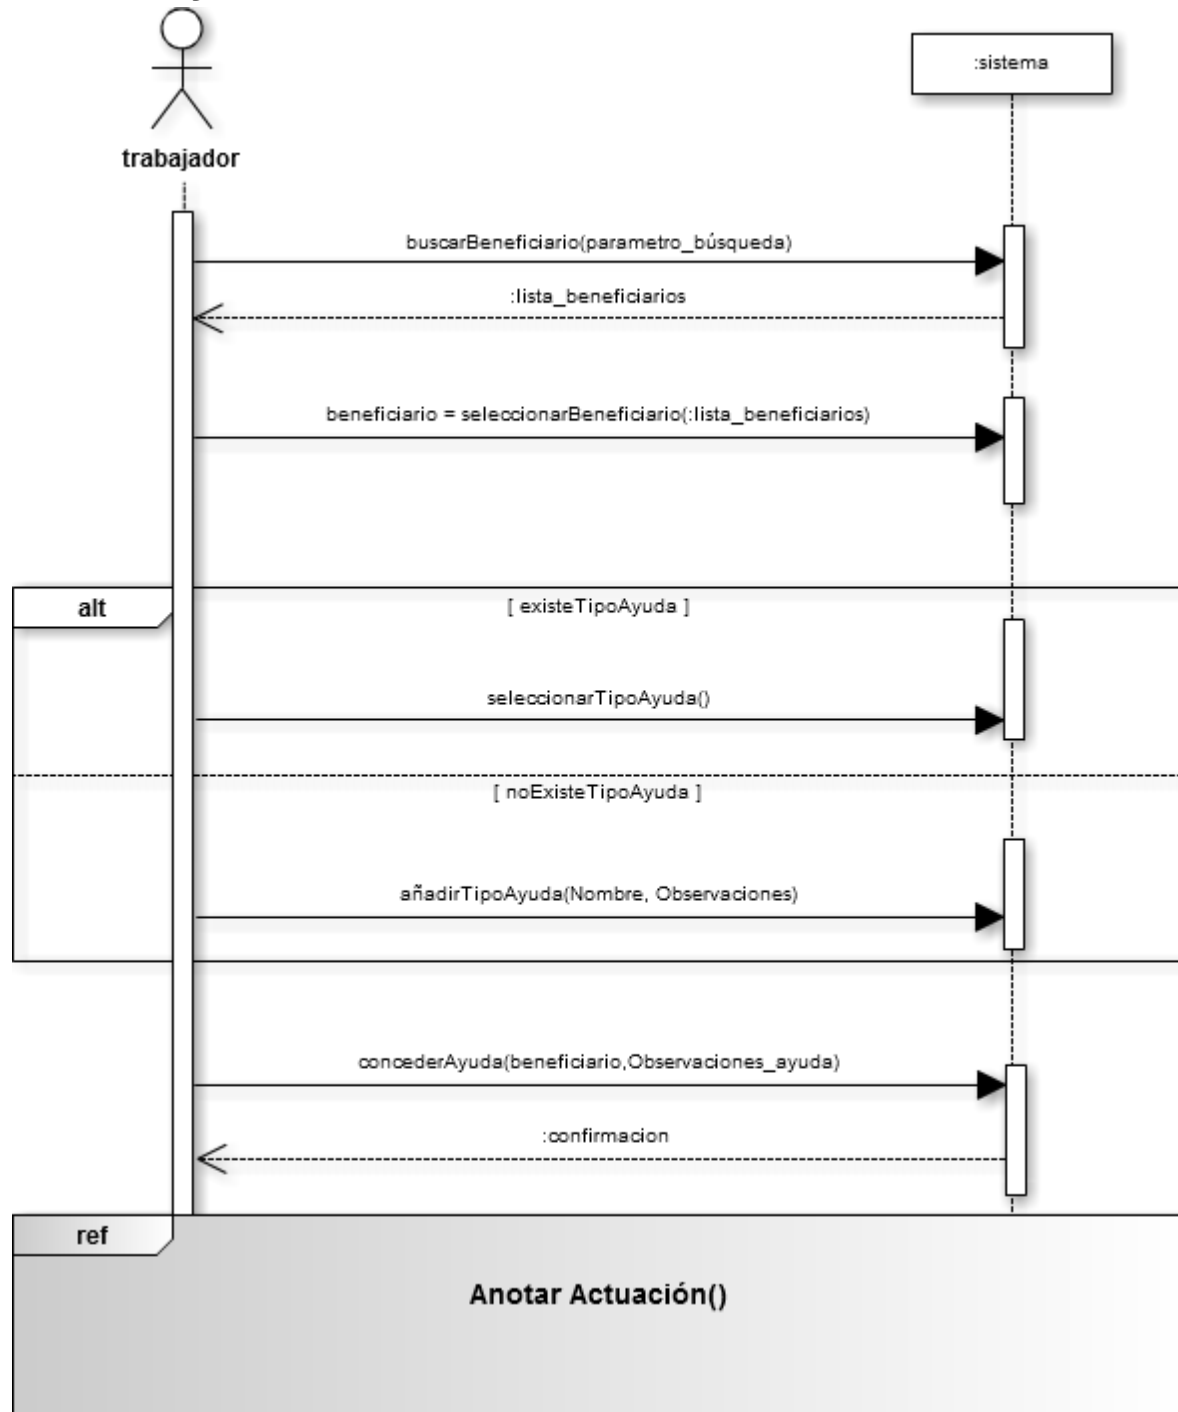 :sistema
trabajador
buscarBeneficiario(parametro_búsqueda)
:lista_beneficiarios
beneficiario = seleccionarBeneficiario(:lista_beneficiarios)
alt
[ existeTipoAyuda ]
seleccionarTipoAyuda()
[ noExisteTipoAyuda ]
añadirTipoAyuda(Nombre, Observaciones)
concederAyuda(beneficiario,Observaciones_ayuda)
:confirmacion
ref
Anotar Actuación()